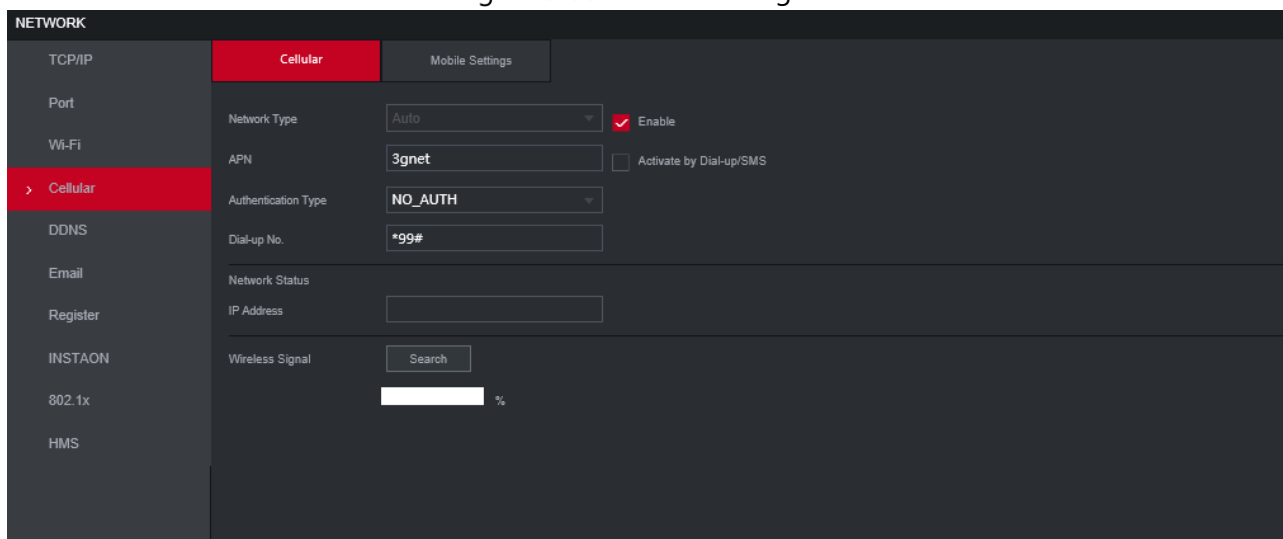 NETWORK
TCP/IP
Port
Wi-Fi
Cellular
DDNS
Email
Register
INSTAON
802.1x
HMS
Cellular Mobile Settings
Network Type Auto Enable
APN 3gnet Activate by Dial-up/SMS
Authentication Type NO_AUTH
Dial-up No. *99#
Network Status
IP Address
Wireless Signal Search
%